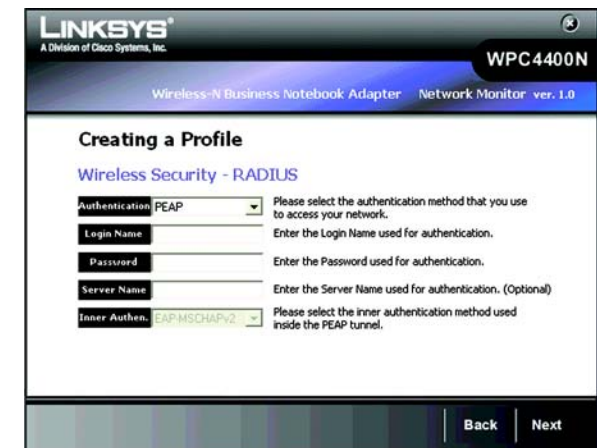 LINKSYS®
A Division of Cisco Systems, Inc.
WPC4400N
Wireless-N Business Notebook Adapter Network Monitor ver. 1.0
Creating a Profile
Wireless Security - RADIUS
Authentication PEAP Please select the authentication method that you use
to access your network.
Login Name Enter the Login Name used for authentication.
Password Enter the Password used for authentication.
Server Name Enter the Server Name used for authentication. (Optional)
Inner Authen. EAP-MSCHAPv2 Please select the inner authentication method used
inside the PEAP tunnel.
Back Next